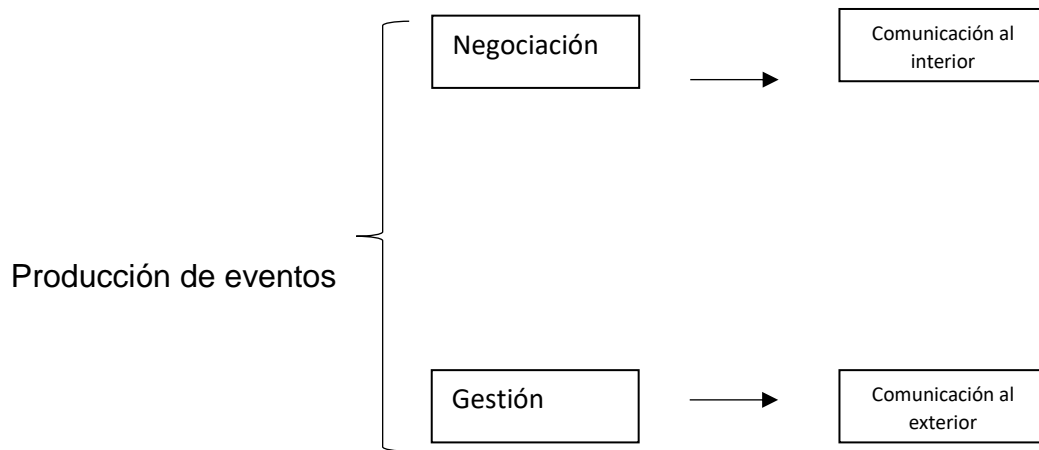 Negociación
Comunicación al
interior
Producción de eventos
Gestión
Comunicación al
exterior